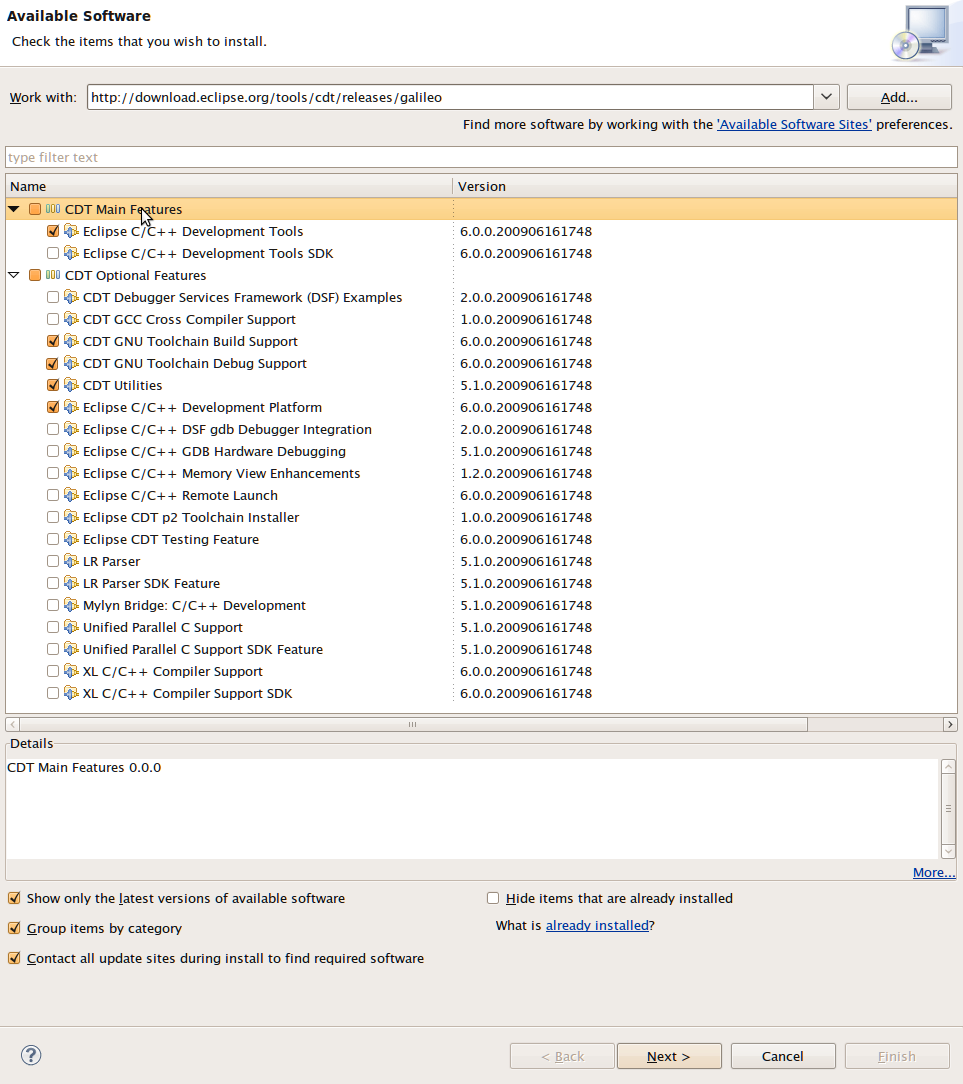 Available Software
Check the items that you wish to install.
Work with: http://download.eclipse.org/tools/cdt/releases/galileo Add...
Find more software by working with the 'Available Software Sites' preferences.
type filter text
Name Version
CDT Main Features
Eclipse C/C++ Development Tools 6.0.0.200906161748
Eclipse C/C++ Development Tools SDK 6.0.0.200906161748
CDT Optional Features
CDT Debugger Services Framework (DSF) Examples 2.0.0.200906161748
CDT GCC Cross Compiler Support 1.0.0.200906161748
CDT GNU Toolchain Build Support 6.0.0.200906161748
CDT GNU Toolchain Debug Support 6.0.0.200906161748
CDT Utilities 5.1.0.200906161748
Eclipse C/C++ Development Platform 6.0.0.200906161748
Eclipse C/C++ DSF gdb Debugger Integration 2.0.0.200906161748
Eclipse C/C++ GDB Hardware Debugging 5.1.0.200906161748
Eclipse C/C++ Memory View Enhancements 1.2.0.200906161748
Eclipse C/C++ Remote Launch 6.0.0.200906161748
Eclipse CDT p2 Toolchain Installer 1.0.0.200906161748
Eclipse CDT Testing Feature 6.0.0.200906161748
LR Parser 5.1.0.200906161748
LR Parser SDK Feature 5.1.0.200906161748
Mylyn Bridge: C/C++ Development 5.1.0.200906161748
Unified Parallel C Support 5.1.0.200906161748
Unified Parallel C Support SDK Feature 5.1.0.200906161748
XL C/C++ Compiler Support 6.0.0.200906161748
XL C/C++ Compiler Support SDK 6.0.0.200906161748
Details
CDT Main Features 0.0.0
More...
Show only the latest versions of available software Hide items that are already installed
Group items by category What is already installed?
Contact all update sites during install to find required software
? < Back Next > Cancel Finish